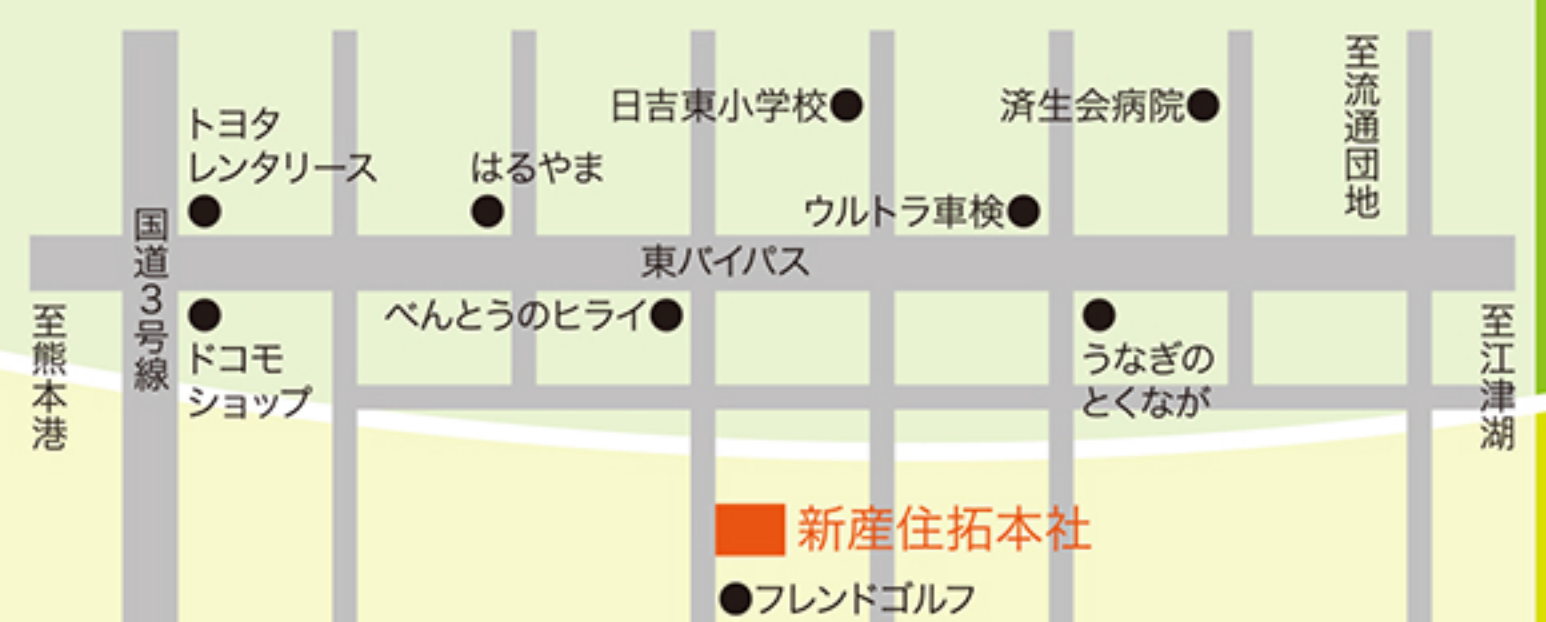 至流通団地
日吉東小学校
済生会病院
トヨタ
レンタリース
はるやま
ウルトラ車検
国道3号線
東バイパス
至熊本港
ドコモ
ショップ
べんとうのヒライ
うなぎの
とくなが
至江津湖
新産住拓本社
フレンドゴルフ